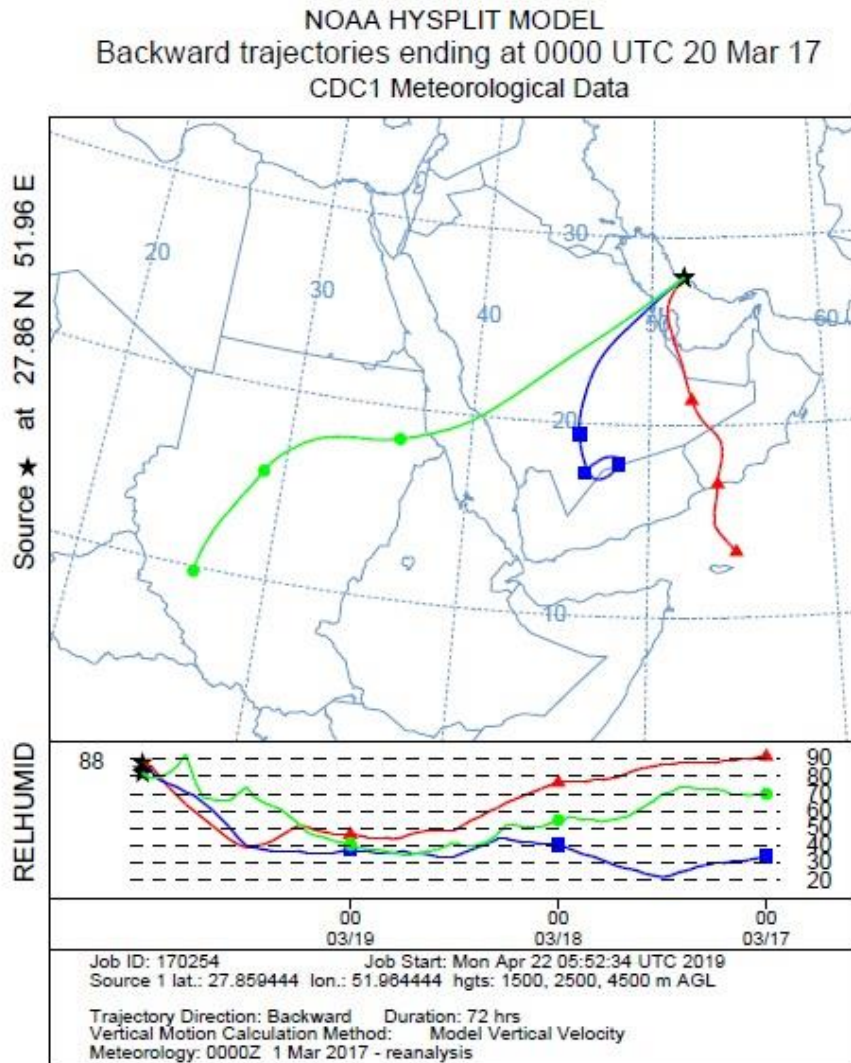 NOAA HYSPLIT MODEL
Backward trajectories ending at 0000 UTC 20 Mar 17
CDC1 Meteorological Data
Source ★ at 27.86 N 51.96 E
20
30
40
30
50
60
20
10
RELHUMID
88
90
80
70
60
50
40
30
20
00 00 00
03/19 03/18 03/17
Job ID: 170254 Job Start: Mon Apr 22 05:52:34 UTC 2019
Source 1 lat.: 27.859444 lon.: 51.964444 hgts: 1500, 2500, 4500 m AGL
Trajectory Direction: Backward Duration: 72 hrs
Vertical Motion Calculation Method: Model Vertical Velocity
Meteorology: 0000Z 1 Mar 2017 - reanalysis